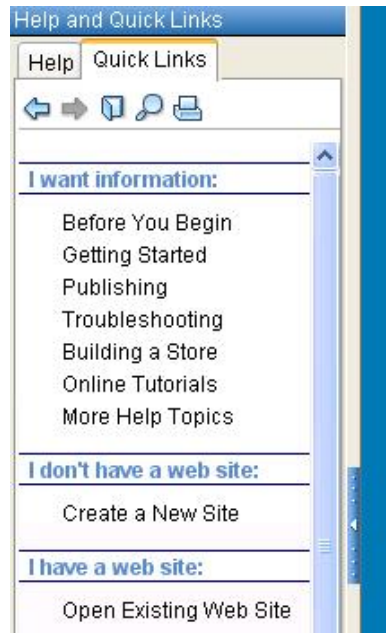 Help and Quick Links
Help Quick Links
I want information:
Before You Begin
Getting Started
Publishing
Troubleshooting
Building a Store
Online Tutorials
More Help Topics
I don't have a web site:
Create a New Site
I have a web site:
Open Existing Web Site